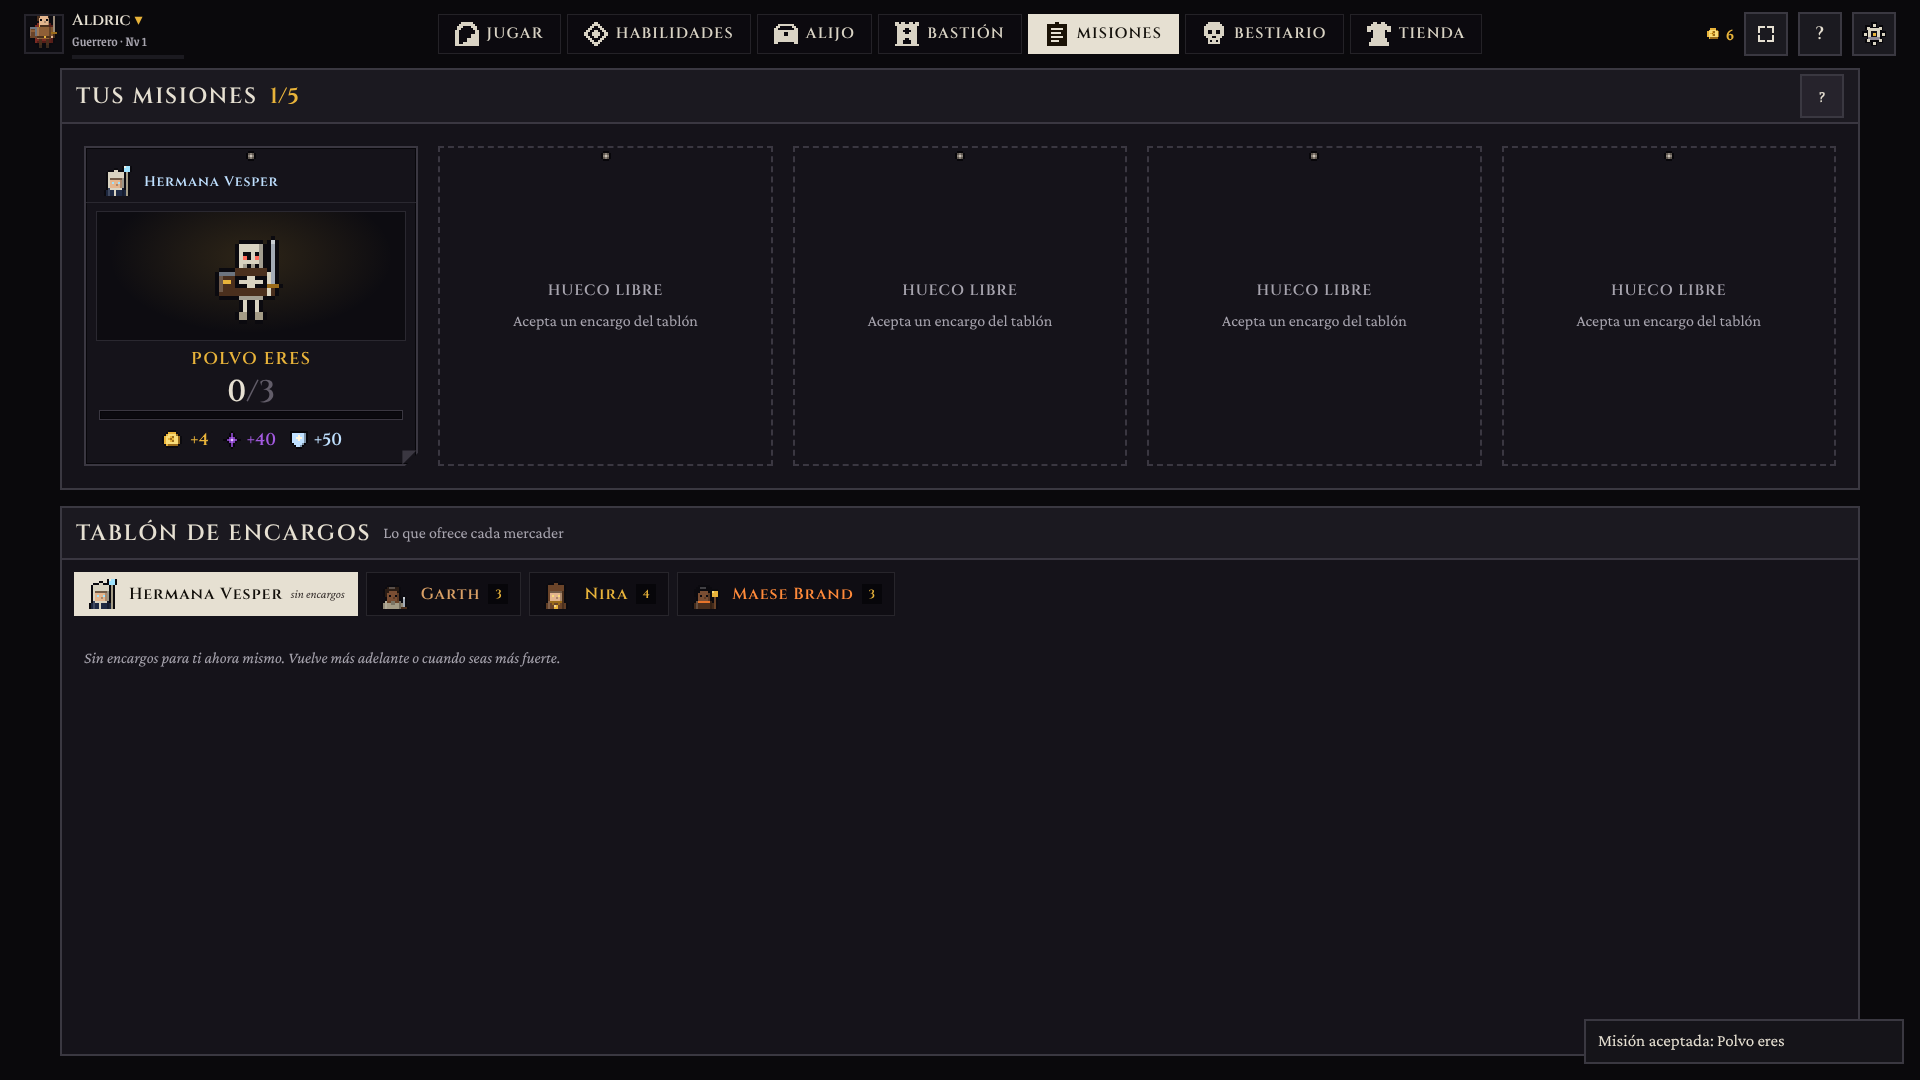 ALDRIC ▾
Guerrero · Nv 1
JUGAR
HABILIDADES
ALIJO
BASTIÓN
MISIONES
BESTIARIO
TIENDA
6
?
TUS MISIONES 1/5
?
HERMANA VESPER
POLVO ERES
0/3
+4 +40 +50
HUECO LIBRE
Acepta un encargo del tablón
HUECO LIBRE
Acepta un encargo del tablón
HUECO LIBRE
Acepta un encargo del tablón
HUECO LIBRE
Acepta un encargo del tablón
TABLÓN DE ENCARGOS Lo que ofrece cada mercader
HERMANA VESPER sin encargos
GARTH 3
NIRA 4
MAESE BRAND 3
Sin encargos para ti ahora mismo. Vuelve más adelante o cuando seas más fuerte.
Misión aceptada: Polvo eres